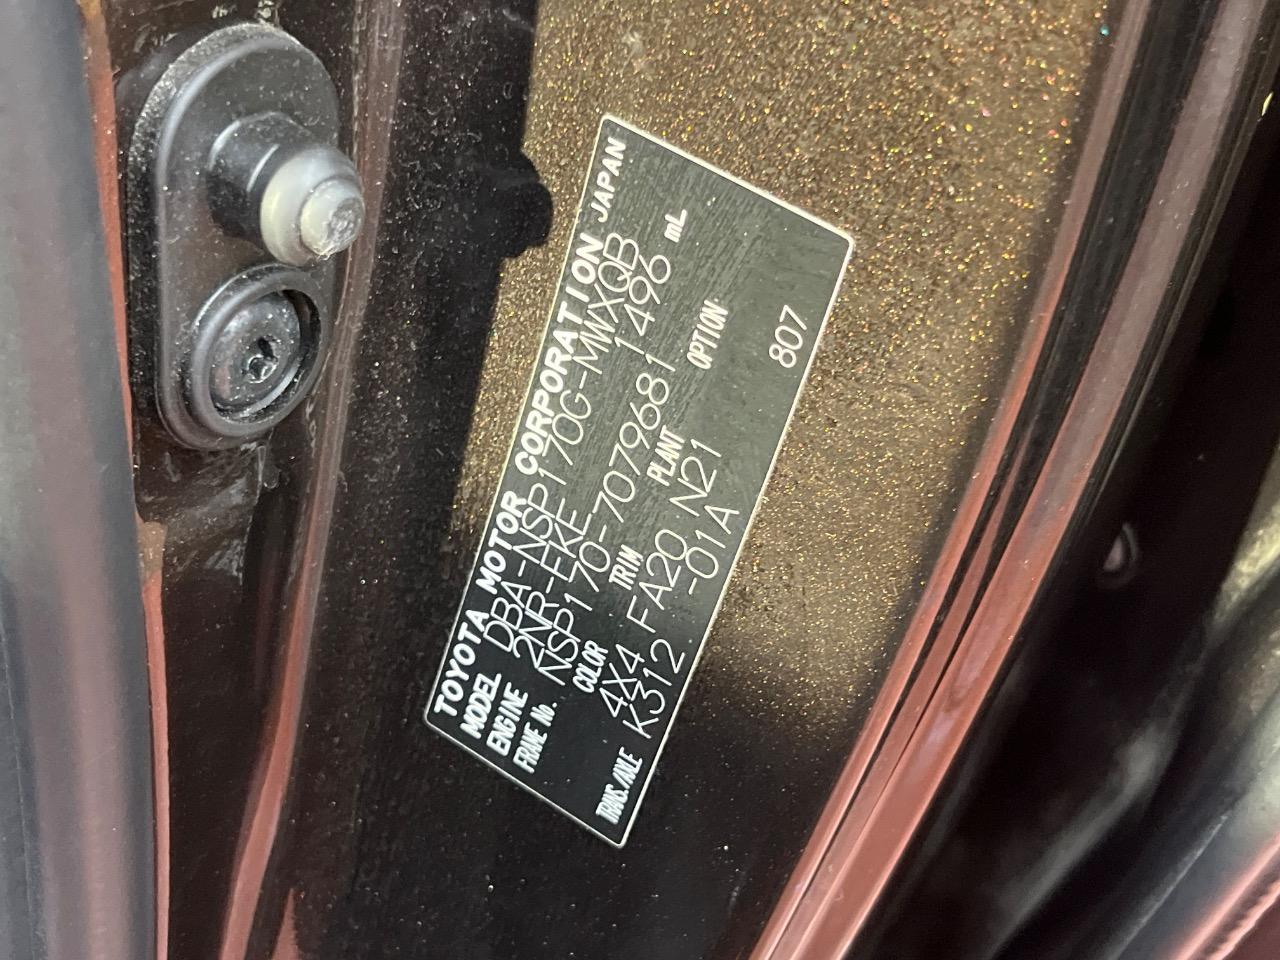 TOYOTA MOTOR CORPORATION JAPAN
MODEL DBA-NSP170G-MWXQB
ENGINE 2NR-FKE 1496 mL
FRAME No. NSP170-7079681
COLOR TRIM PLANT OPTION
4X4 FA20 N21 807
TRANS./AXLE K312 -01A